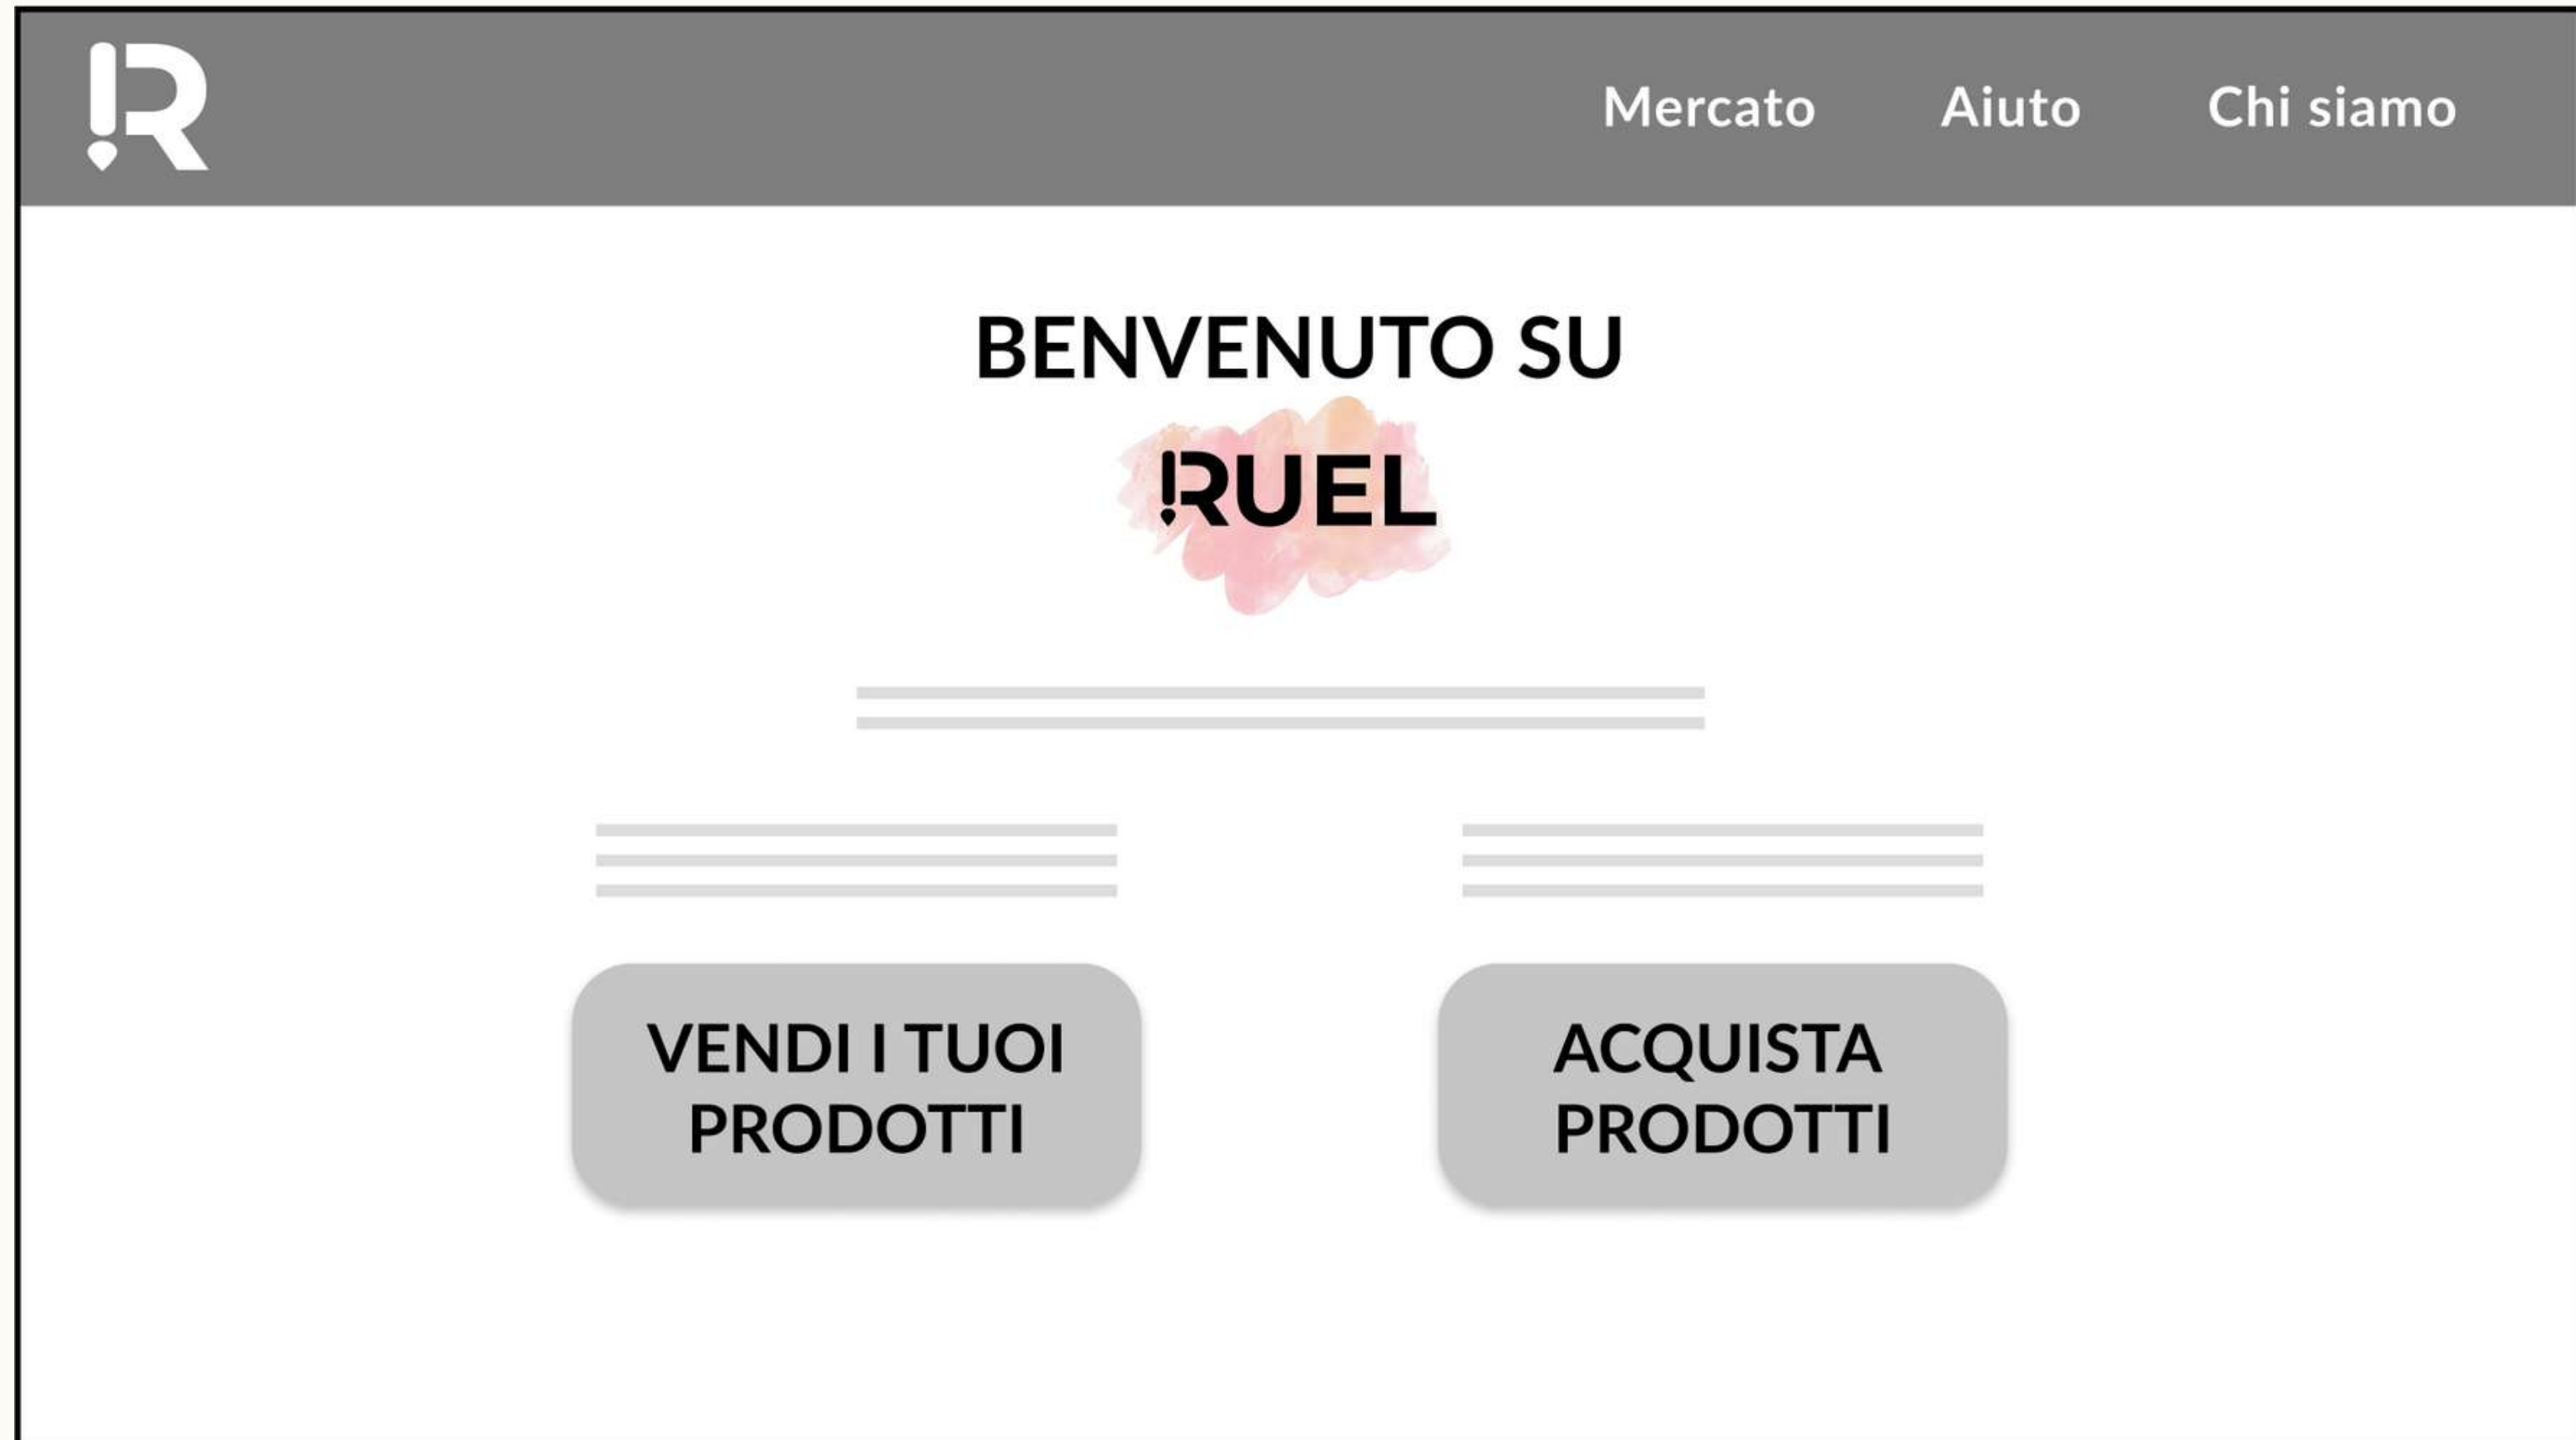 R
Mercato
Aiuto
Chi siamo
BENVENUTO SU
RUEL
VENDI I TUOI
PRODOTTI
ACQUISTA
PRODOTTI